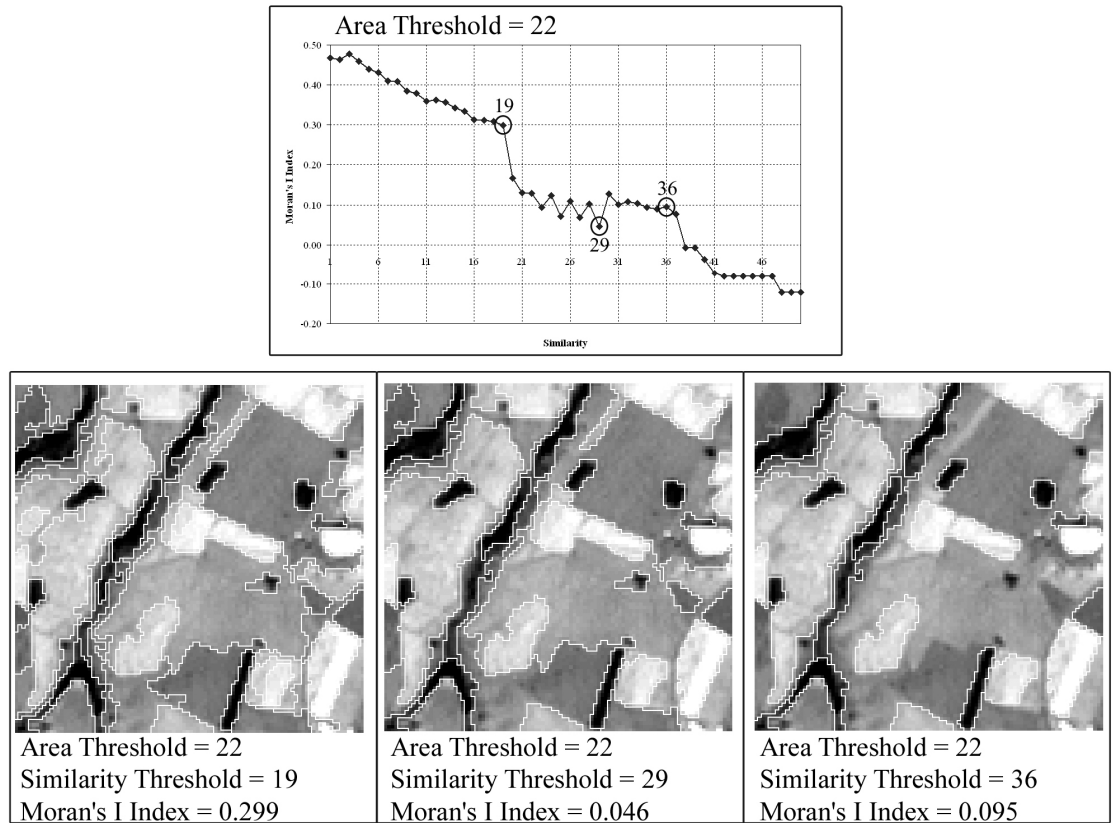 Area Threshold = 22
0.50
0.40
0.30
0.20
0.10
0.00
-0.10
-0.20
Moran's I Index
19
36
29
1 6 11 16 21 26 31 36 41 46
Similarity
Area Threshold = 22
Similarity Threshold = 19
Moran's I Index = 0.299
Area Threshold = 22
Similarity Threshold = 29
Moran's I Index = 0.046
Area Threshold = 22
Similarity Threshold = 36
Moran's I Index = 0.095